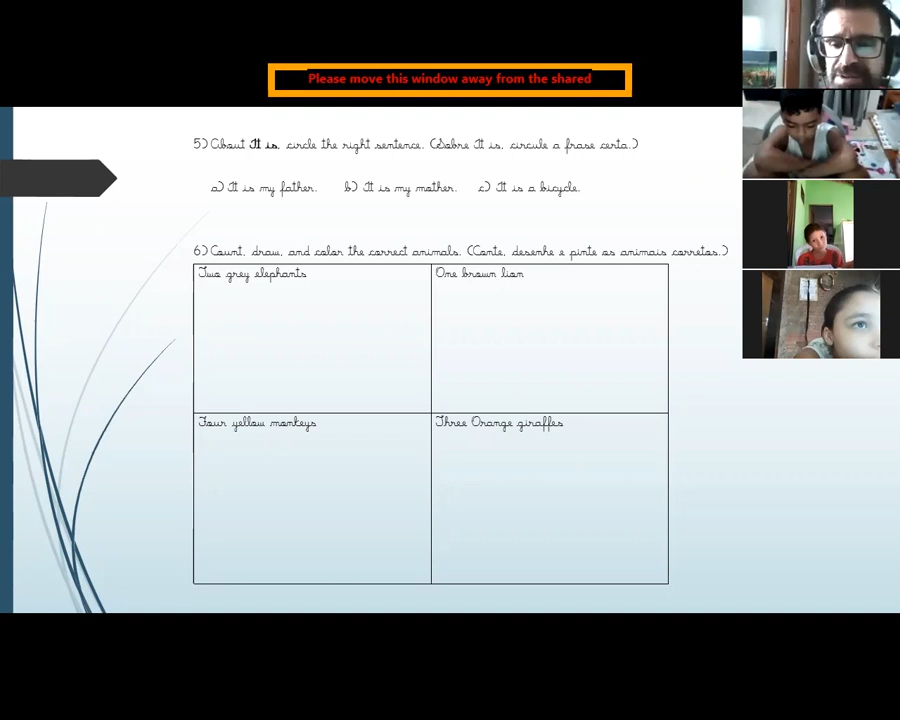 Please move this window away from the shared
5) About It is, circle the right sentence. (Sobre It is, circule a frase certa.)
a) It is my father. b) It is my mother. c) It is a bicycle.
6) Count, draw, and color the correct animals. (Conte, desenhe e pinte os animais corretos.)
Two grey elephants
One brown lion
Four yellow monkeys
Three Orange giraffes